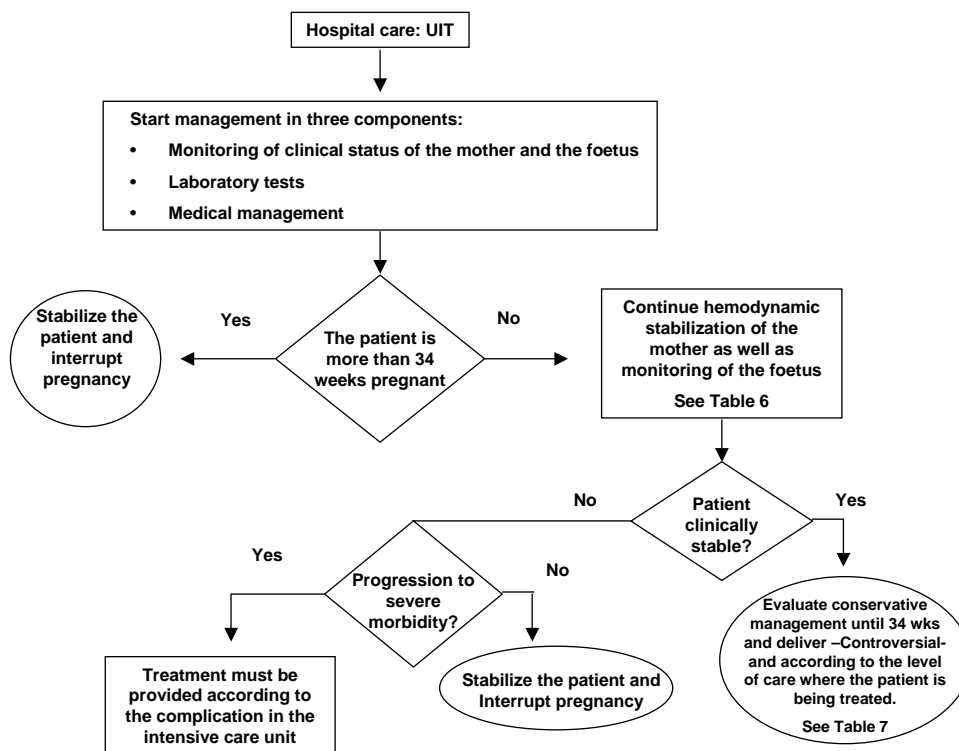 Hospital care: UIT
Start management in three components:
• Monitoring of clinical status of the mother and the foetus
• Laboratory tests
• Medical management
Stabilize the
patient and
interrupt
pregnancy
Yes
The patient is
more than 34
weeks pregnant
No
Continue hemodynamic
stabilization of the
mother as well as
monitoring of the foetus
See Table 6
No
Patient
clinically
stable?
Yes
Yes
Progression to
severe
morbidity?
No
Treatment must be
provided according to
the complication in the
intensive care unit
Stabilize the patient and
Interrupt pregnancy
Evaluate conservative
management until 34 wks
and deliver –Controversial-
and according to the level
of care where the patient is
being treated.
See Table 7